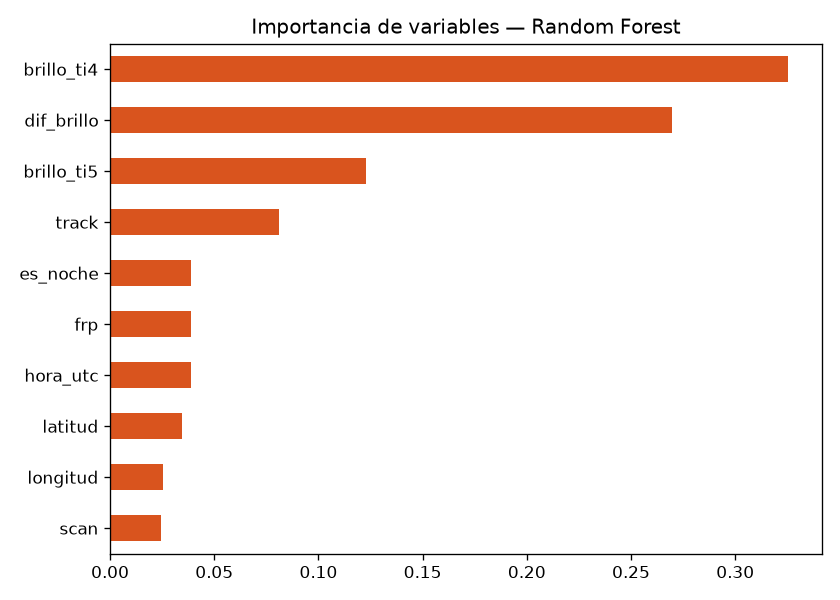 Importancia de variables — Random Forest
brillo_ti4
dif_brillo
brillo_ti5
track
es_noche
frp
hora_utc
latitud
longitud
scan
0.00 0.05 0.10 0.15 0.20 0.25 0.30